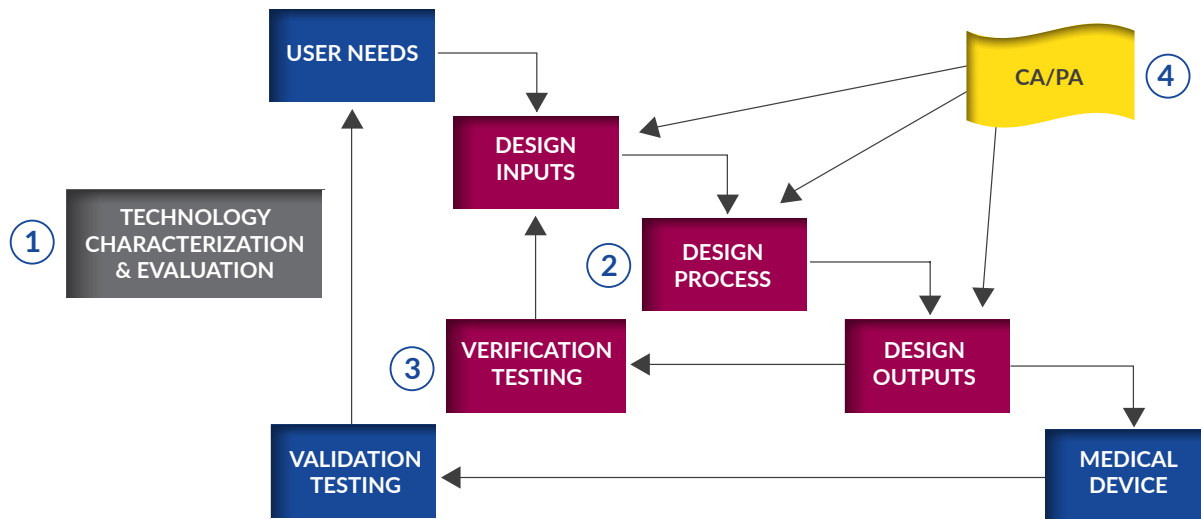 USER NEEDS
CA/PA
4
DESIGN
INPUTS
1
TECHNOLOGY
CHARACTERIZATION
& EVALUATION
2
DESIGN
PROCESS
3
VERIFICATION
TESTING
DESIGN
OUTPUTS
VALIDATION
TESTING
MEDICAL
DEVICE